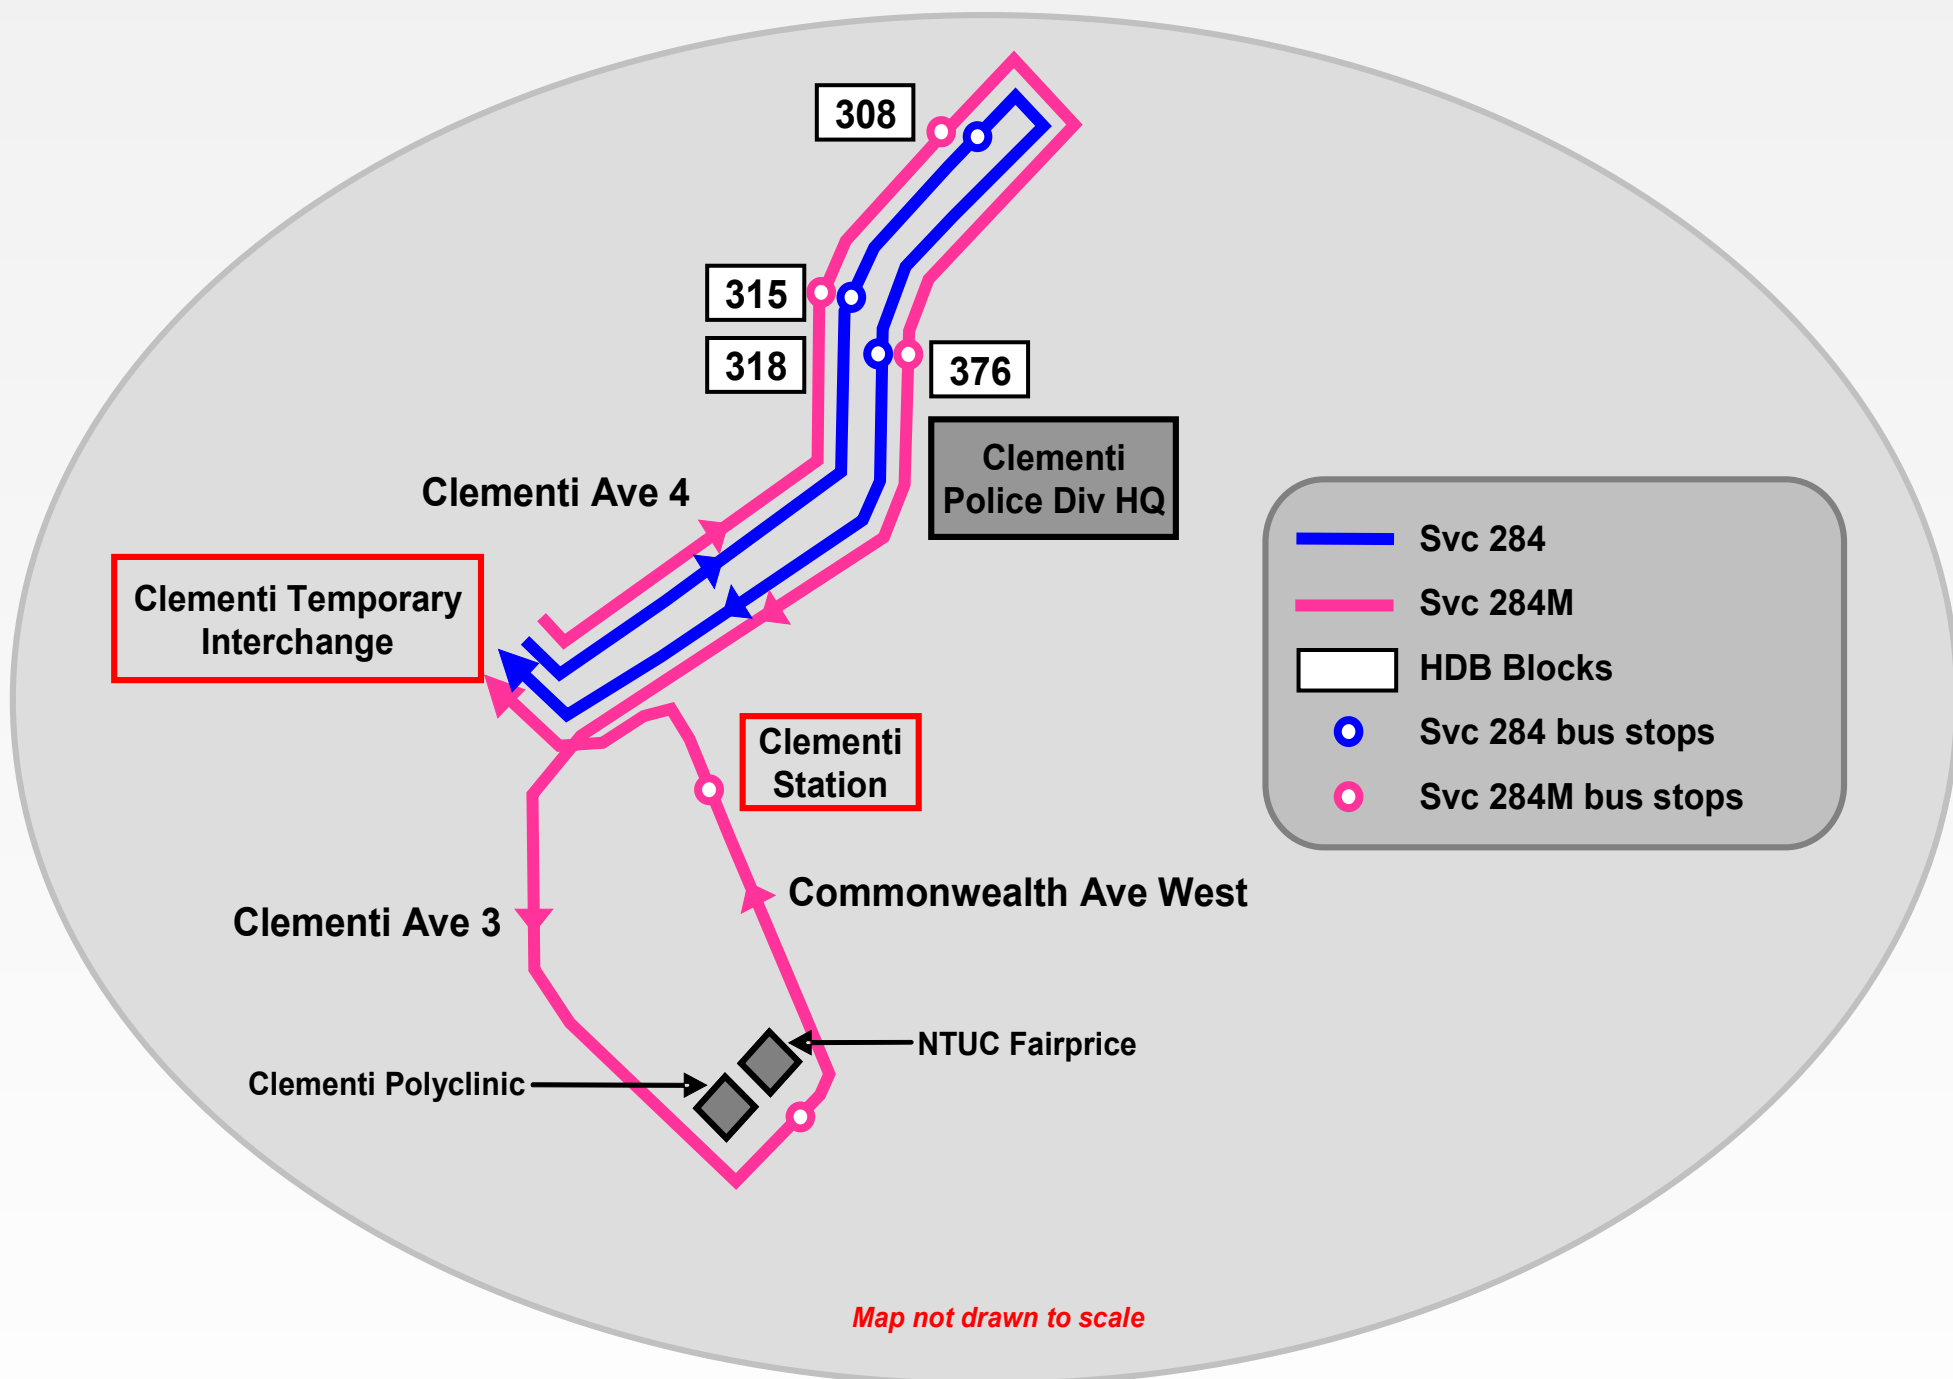 308
315
318
376
Clementi
Police Div HQ
Clementi Ave 4
Clementi Temporary
Interchange
Clementi
Station
Clementi Ave 3
Commonwealth Ave West
NTUC Fairprice
Clementi Polyclinic
Svc 284
Svc 284M
HDB Blocks
Svc 284 bus stops
Svc 284M bus stops
Map not drawn to scale